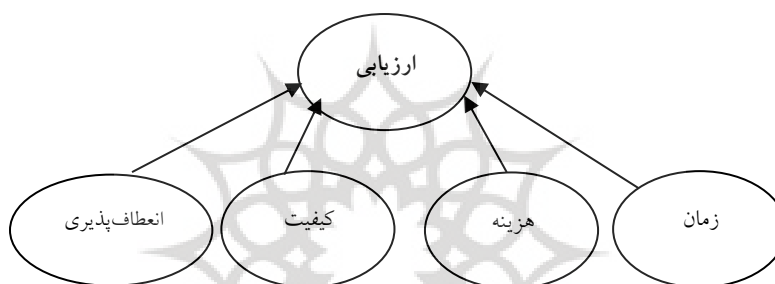 ارزیابی
زمان
هزینه
کیفیت
انعطاف‌پذیری